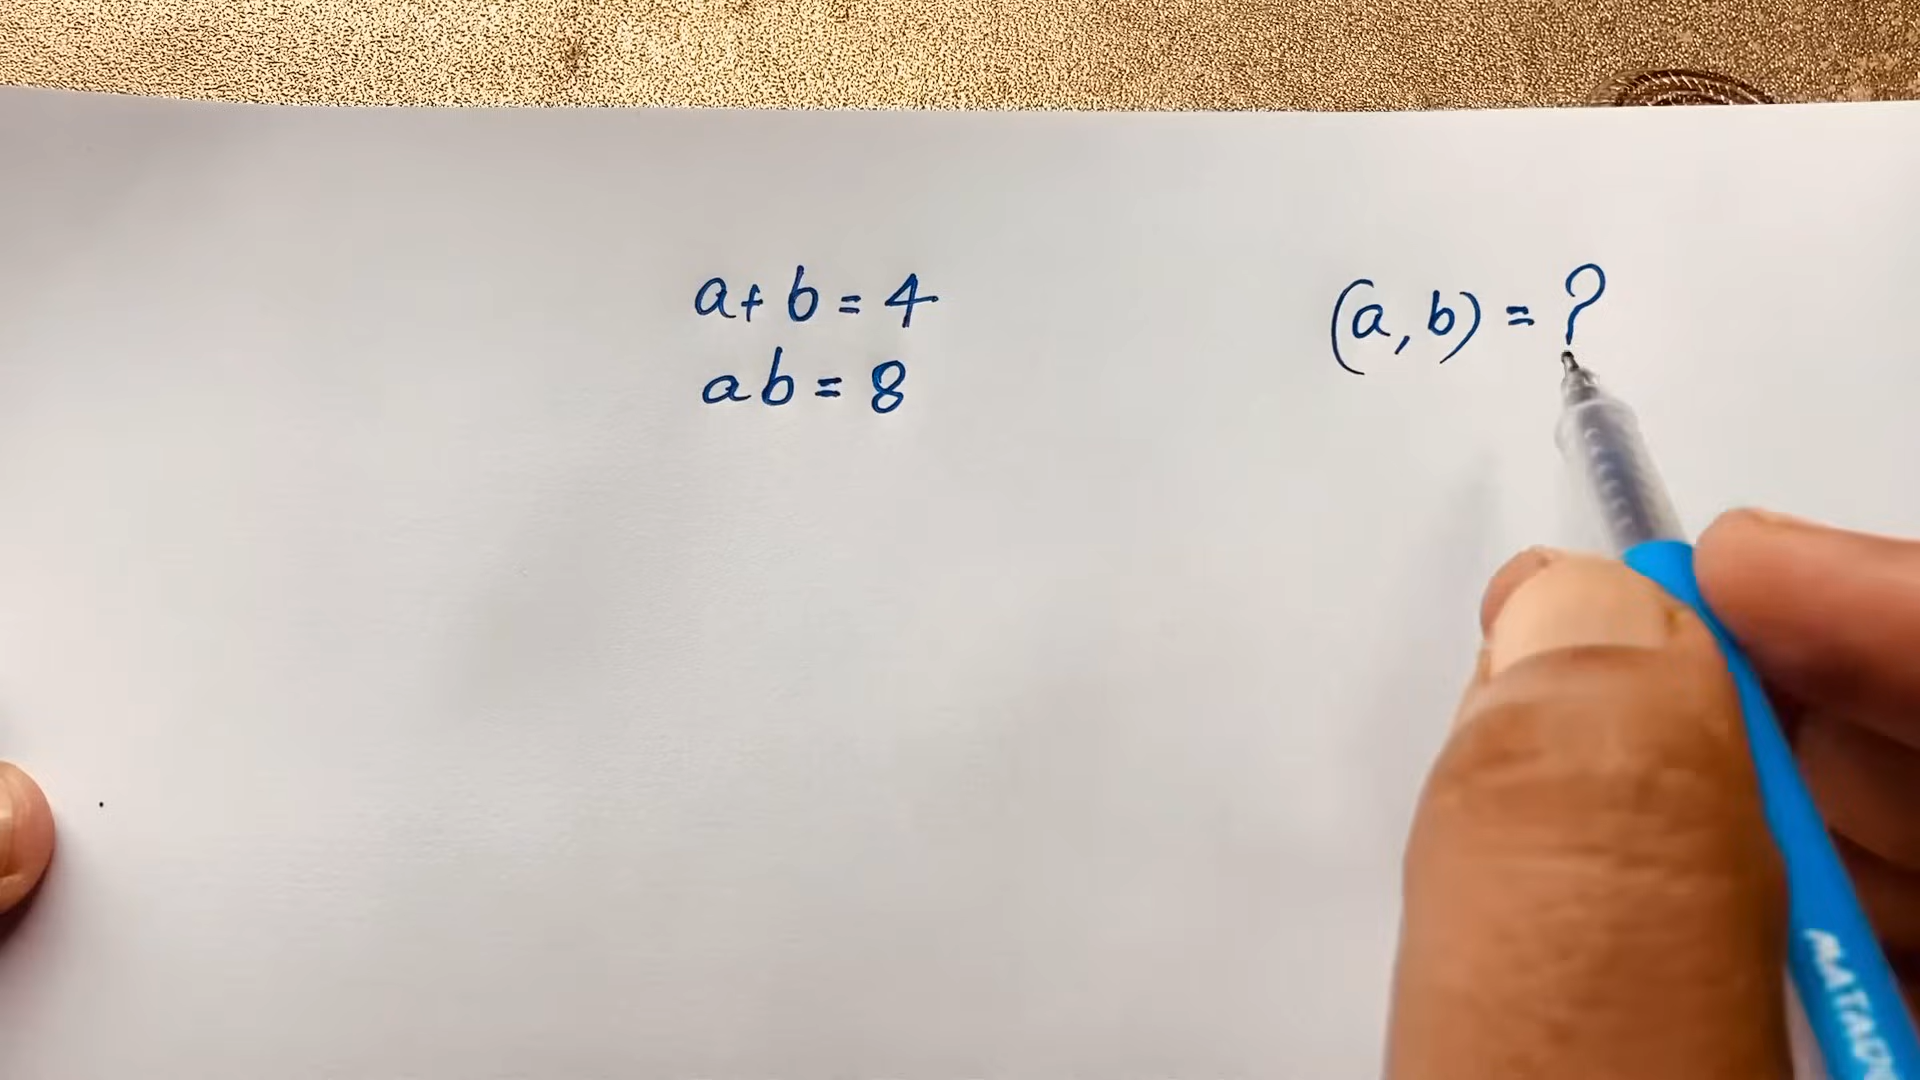 a + b = 4
ab = 8
(a, b) = ?